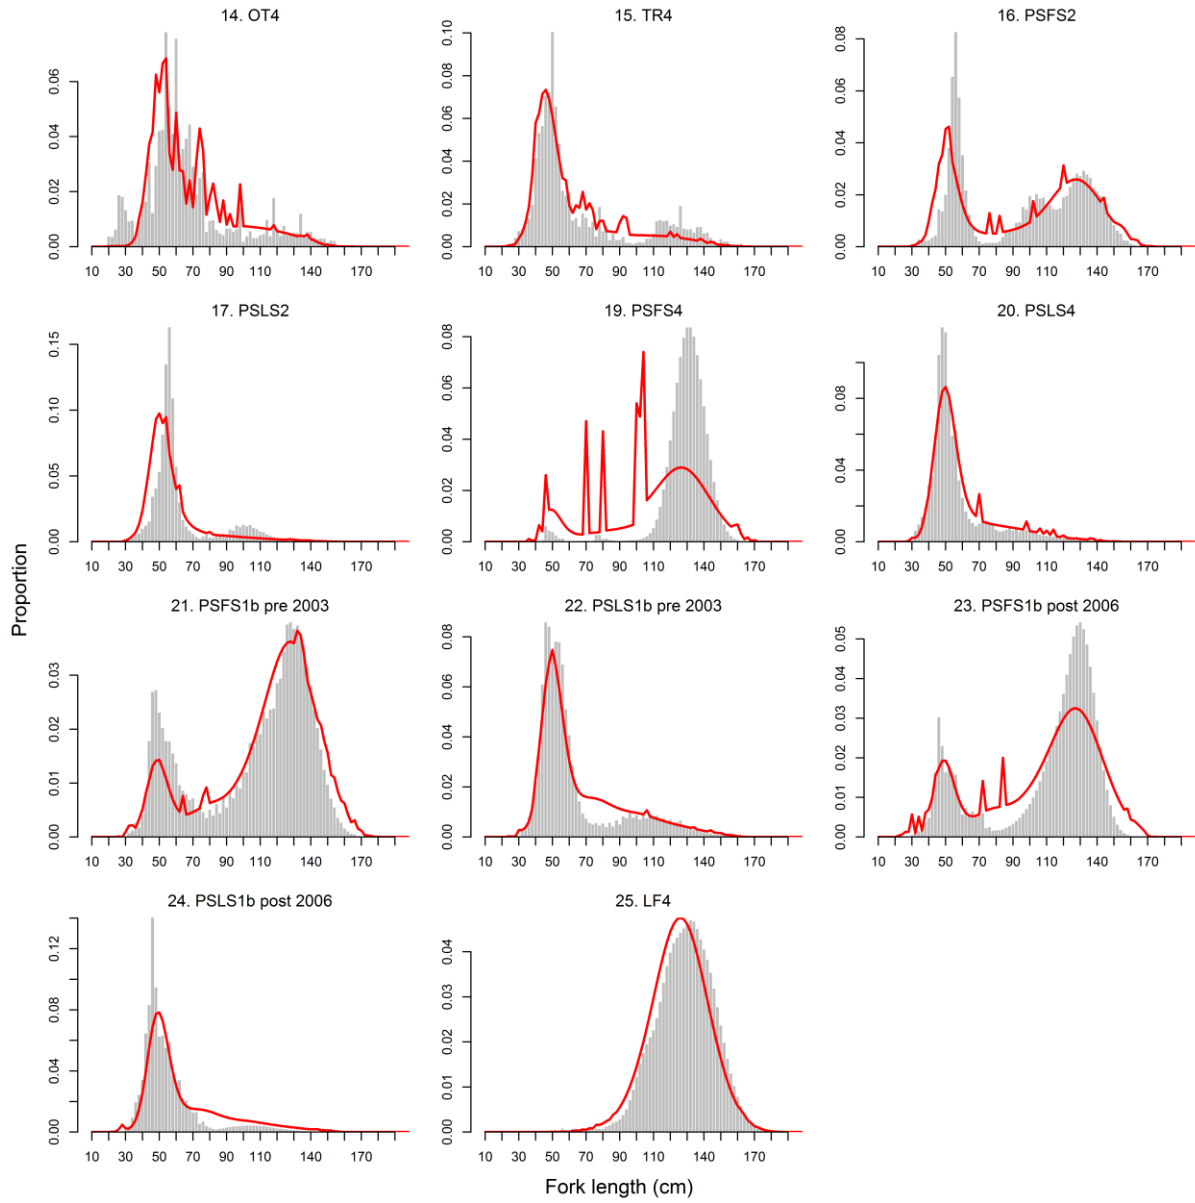 14. OT4
15. TR4
16. PSFS2
0.00 0.02 0.04 0.06
0.00 0.02 0.04 0.06 0.08 0.10
0.00 0.02 0.04 0.06 0.08
10 30 50 70 90 110 140 170
10 30 50 70 90 110 140 170
10 30 50 70 90 110 140 170
17. PSLS2
19. PSFS4
20. PSLS4
0.00 0.05 0.10 0.15
0.00 0.02 0.04 0.06 0.08
0.00 0.04 0.08
10 30 50 70 90 110 140 170
10 30 50 70 90 110 140 170
10 30 50 70 90 110 140 170
Proportion
21. PSFS1b pre 2003
22. PSLS1b pre 2003
23. PSFS1b post 2006
0.00 0.01 0.02 0.03
0.00 0.02 0.04 0.06 0.08
0.00 0.01 0.02 0.03 0.04 0.05
10 30 50 70 90 110 140 170
10 30 50 70 90 110 140 170
10 30 50 70 90 110 140 170
24. PSLS1b post 2006
25. LF4
0.00 0.04 0.08 0.12
0.00 0.01 0.02 0.03 0.04
10 30 50 70 90 110 140 170
10 30 50 70 90 110 140 170
Fork length (cm)